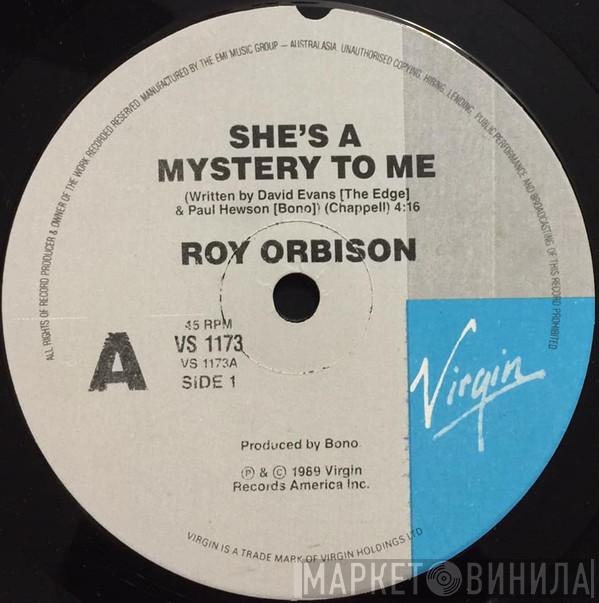 ALL RIGHTS OF RECORD PRODUCER & OWNER OF THE WORK RECORDED RESERVED. MANUFACTURED BY THE EMI MUSIC GROUP — AUSTRALASIA. UNAUTHORISED COPYING, HIRING, LENDING, PUBLIC PERFORMANCE AND BROADCASTING OF THIS RECORD PROHIBITED
SHE'S A
MYSTERY TO ME
(Written by David Evans [The Edge]
& Paul Hewson [Bono]) (Chappell) 4:16
ROY ORBISON
45 RPM
VS 1173
VS 1173A
SIDE 1
A
Virgin
Produced by Bono
Ⓟ & © 1989 Virgin
Records America Inc.
VIRGIN IS A TRADE MARK OF VIRGIN HOLDINGS LTD
МАРКЕТ ВИНИЛА